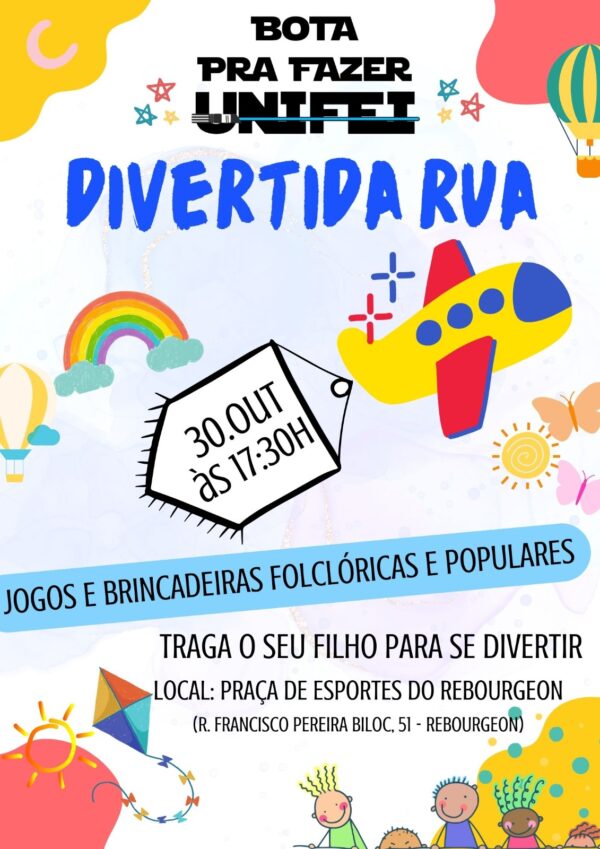 BOTA
PRA FAZER
UNIFEI
DIVERTIDA RUA
30.OUT
ÀS 17:30H
JOGOS E BRINCADEIRAS FOLCLÓRICAS E POPULARES
TRAGA O SEU FILHO PARA SE DIVERTIR
LOCAL: PRAÇA DE ESPORTES DO REBOURGEON
(R. FRANCISCO PEREIRA BILOC, 51 - REBOURGEON)